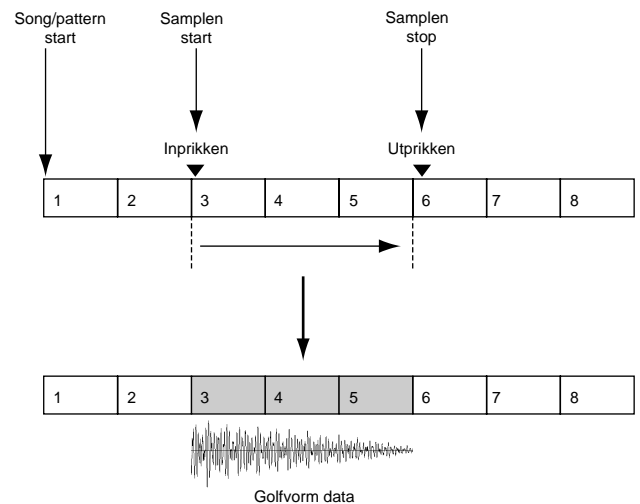 Song/pattern
start
Samplen
start
Samplen
stop
Inprikken
Utprikken
1 2 3 4 5 6 7 8
1 2 3 4 5 6 7 8
Golfvorm data